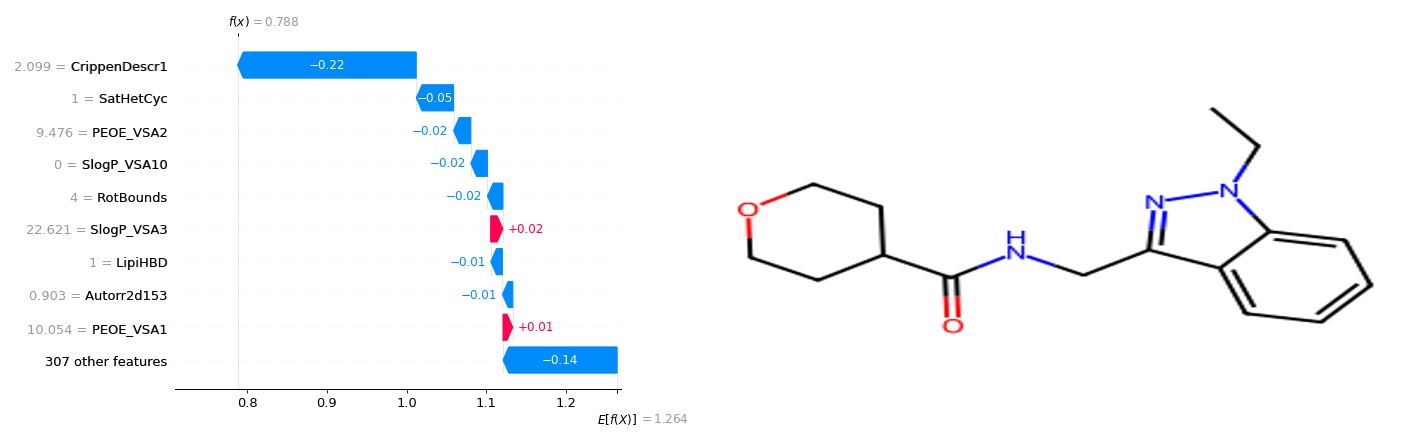 f(x) = 0.788
2.099 = CrippenDescr1
−0.22
1 = SatHetCyc
−0.05
9.476 = PEOE_VSA2
−0.02
0 = SlogP_VSA10
−0.02
4 = RotBounds
−0.02
22.621 = SlogP_VSA3
+0.02
1 = LipiHBD
−0.01
0.903 = Autorr2d153
−0.01
10.054 = PEOE_VSA1
+0.01
307 other features
−0.14
0.8 0.9 1.0 1.1 1.2
E[f(X)] = 1.264
O
H
N
O
N
N